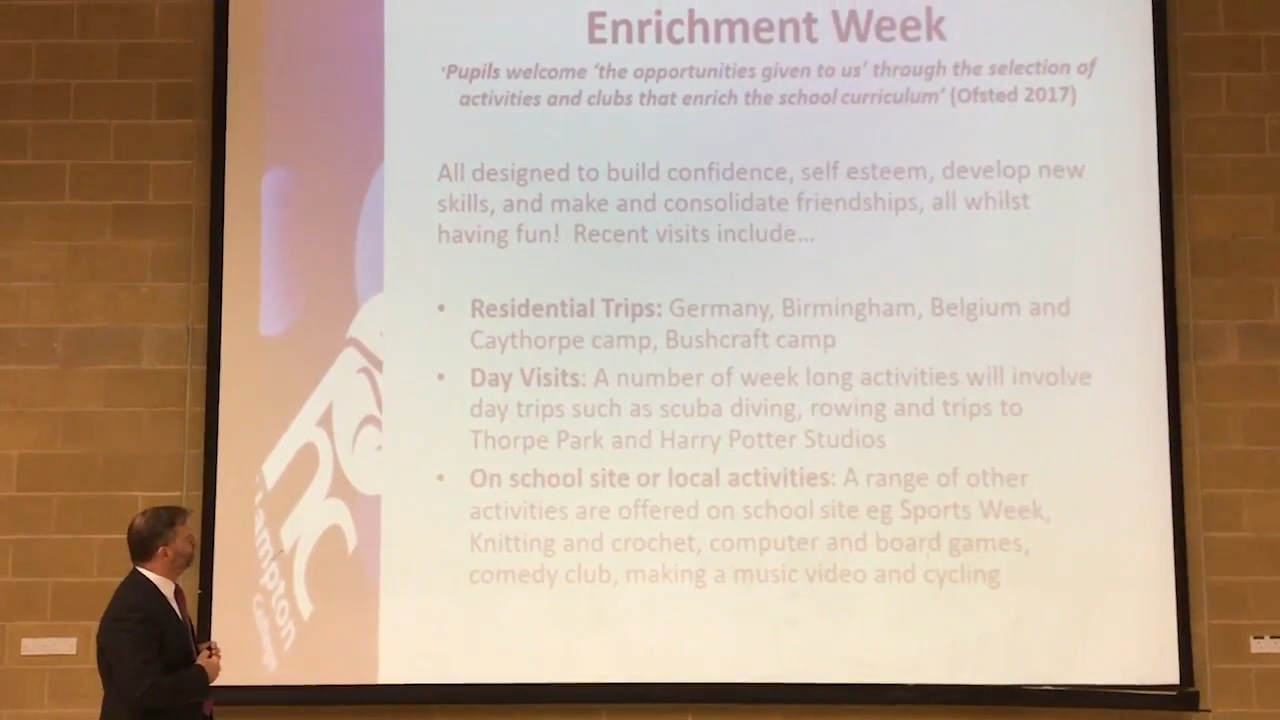 Enrichment Week
'Pupils welcome 'the opportunities given to us' through the selection of
activities and clubs that enrich the school curriculum' (Ofsted 2017)
All designed to build confidence, self esteem, develop new
skills, and make and consolidate friendships, all whilst
having fun! Recent visits include...
• Residential Trips: Germany, Birmingham, Belgium and
Caythorpe camp, Bushcraft camp
• Day Visits: A number of week long activities will involve
day trips such as scuba diving, rowing and trips to
Thorpe Park and Harry Potter Studios
• On school site or local activities: A range of other
activities are offered on school site eg Sports Week,
Knitting and crochet, computer and board games,
comedy club, making a music video and cycling
Hampton
College